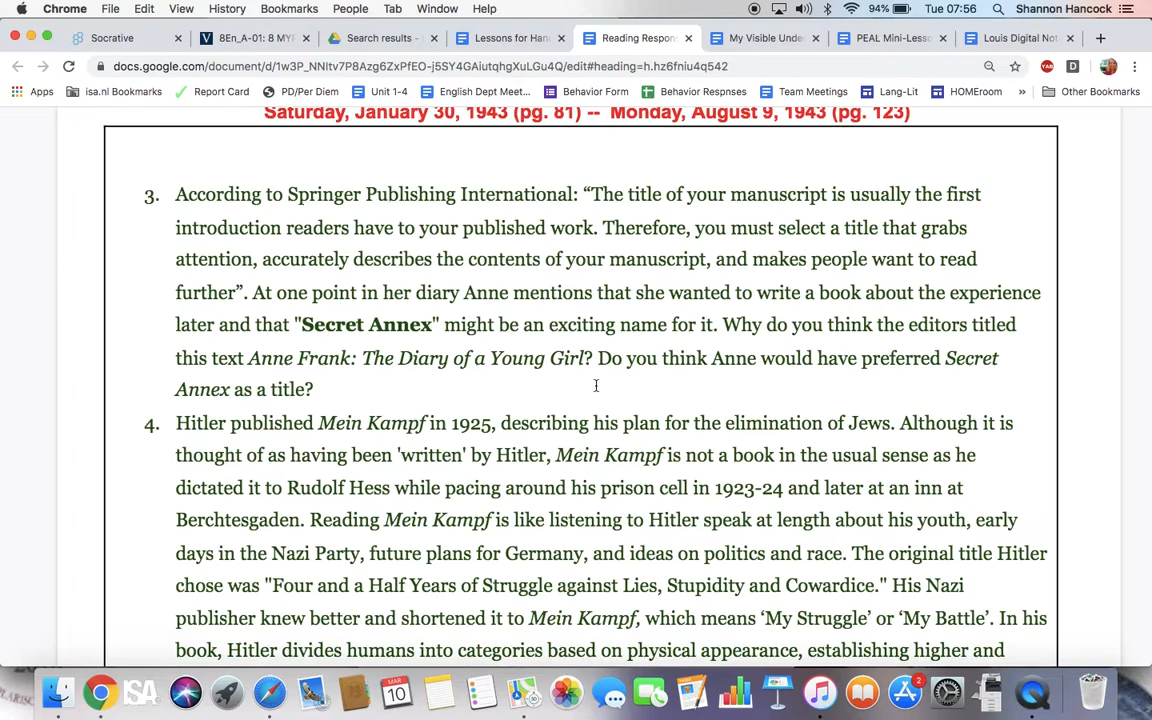 Chrome File Edit View History Bookmarks People Tab Window Help 94% Tue 07:56 Shannon Hancock
Socrative 8En_A-01: 8 MYP Search results - Lessons for Han Reading Respon My Visible Unde PEAL Mini-Less Louis Digital Not
docs.google.com/document/d/1w3P_NNltv7P8Azg6ZxPfEO-j5SY4GAiutqhgXuLGu4Q/edit#heading=h.hz6fniu4q542
Apps isa.nl Bookmarks Report Card PD/Per Diem Unit 1-4 English Dept Meet... Behavior Form Behavior Respnses Team Meetings Lang-Lit HOMEroom » Other Bookmarks
Saturday, January 30, 1943 (pg. 81) -- Monday, August 9, 1943 (pg. 123)
3. According to Springer Publishing International: “The title of your manuscript is usually the first
introduction readers have to your published work. Therefore, you must select a title that grabs
attention, accurately describes the contents of your manuscript, and makes people want to read
further”. At one point in her diary Anne mentions that she wanted to write a book about the experience
later and that "Secret Annex" might be an exciting name for it. Why do you think the editors titled
this text Anne Frank: The Diary of a Young Girl? Do you think Anne would have preferred Secret
Annex as a title?
4. Hitler published Mein Kampf in 1925, describing his plan for the elimination of Jews. Although it is
thought of as having been 'written' by Hitler, Mein Kampf is not a book in the usual sense as he
dictated it to Rudolf Hess while pacing around his prison cell in 1923-24 and later at an inn at
Berchtesgaden. Reading Mein Kampf is like listening to Hitler speak at length about his youth, early
days in the Nazi Party, future plans for Germany, and ideas on politics and race. The original title Hitler
chose was "Four and a Half Years of Struggle against Lies, Stupidity and Cowardice." His Nazi
publisher knew better and shortened it to Mein Kampf, which means ‘My Struggle’ or ‘My Battle’. In his
book, Hitler divides humans into categories based on physical appearance, establishing higher and
ISA MAR 10 2